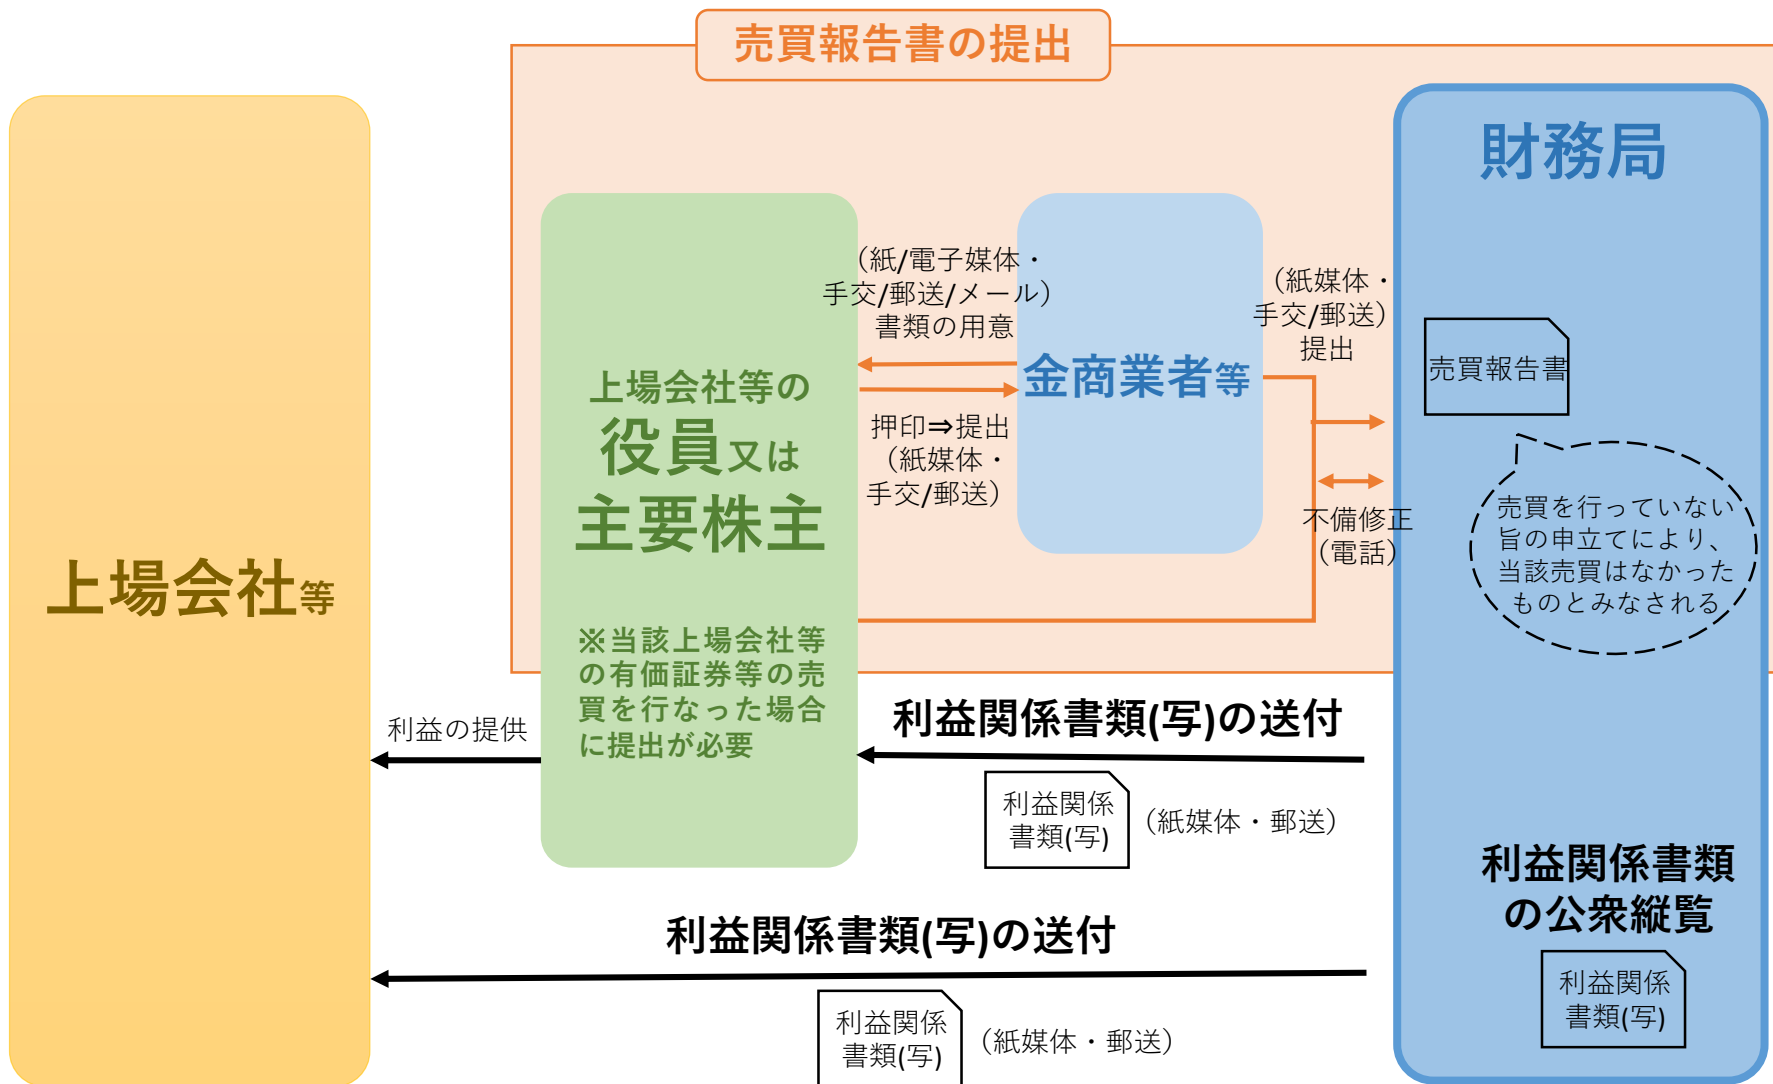 売買報告書の提出
上場会社等
上場会社等の
役員又は
主要株主
※当該上場会社等
の有価証券等の売
買を行なった場合
に提出が必要
（紙/電子媒体・
手交/郵送/メール）
書類の用意
押印⇒提出
（紙媒体・
手交/郵送）
金商業者等
（紙媒体・
手交/郵送）
提出
不備修正
（電話）
財務局
売買報告書
売買を行っていない
旨の申立てにより、
当該売買はなかった
ものとみなされる
利益の提供
利益関係書類(写)の送付
利益関係
書類(写)
（紙媒体・郵送）
利益関係書類(写)の送付
利益関係
書類(写)
（紙媒体・郵送）
利益関係書類
の公衆縦覧
利益関係
書類(写)